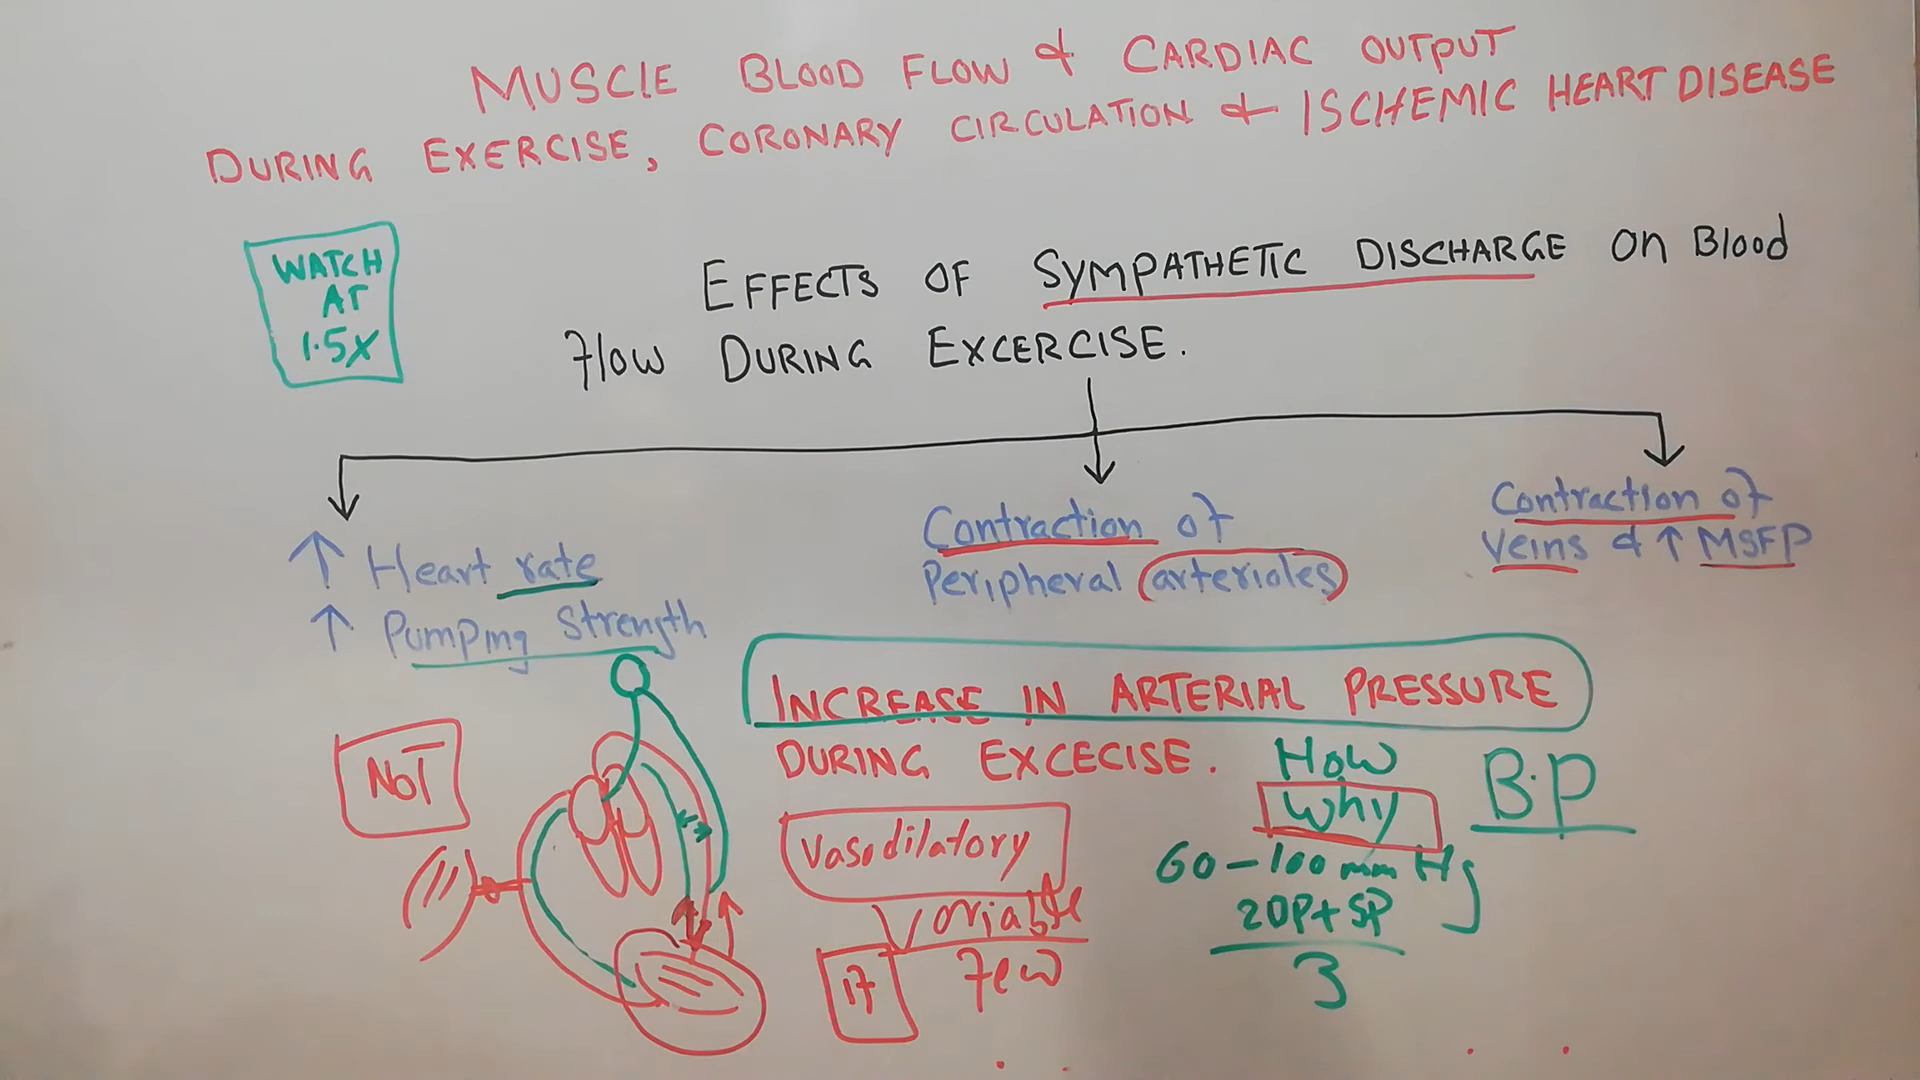 MUSCLE BLOOD FLOW & CARDIAC OUTPUT
DURING EXERCISE, CORONARY CIRCULATION & ISCHEMIC HEART DISEASE
WATCH
AT
1.5X
EFFECTS OF SYMPATHETIC DISCHARGE ON Blood
Flow DURING EXCERCISE.
↑ Heart rate
↑ Pumping Strength
Contraction of
Peripheral arterioles
Contraction of
Veins & ↑ MSFP
INCREASE IN ARTERIAL PRESSURE
DURING EXCECISE.
How
Why
B.P
NOT
Vasodilatory
Variable
Few
17
60-100 mm Hg
2DP+SP
3